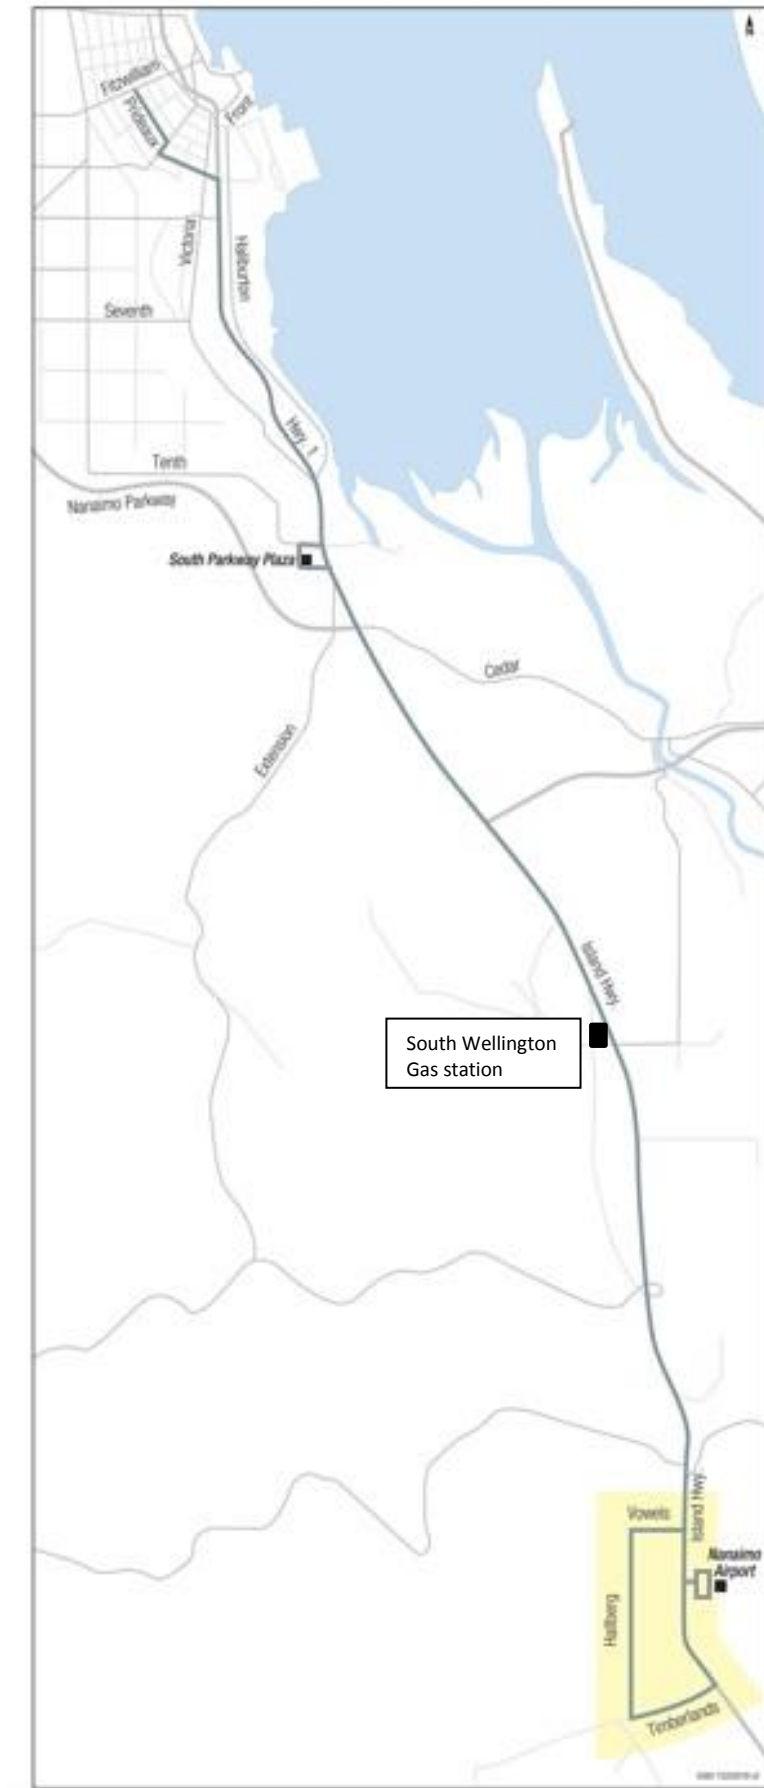 N
Fitzwilliam
Prideaux
Front
Victoria
Haliburton
Seventh
Hwy. 1
Tenth
Nanaimo Parkway
South Parkway Plaza
Cedar
Extension
Island Hwy.
South Wellington
Gas station
Island Hwy.
Vowels
Nanaimo
Airport
Hallberg
Timberlands